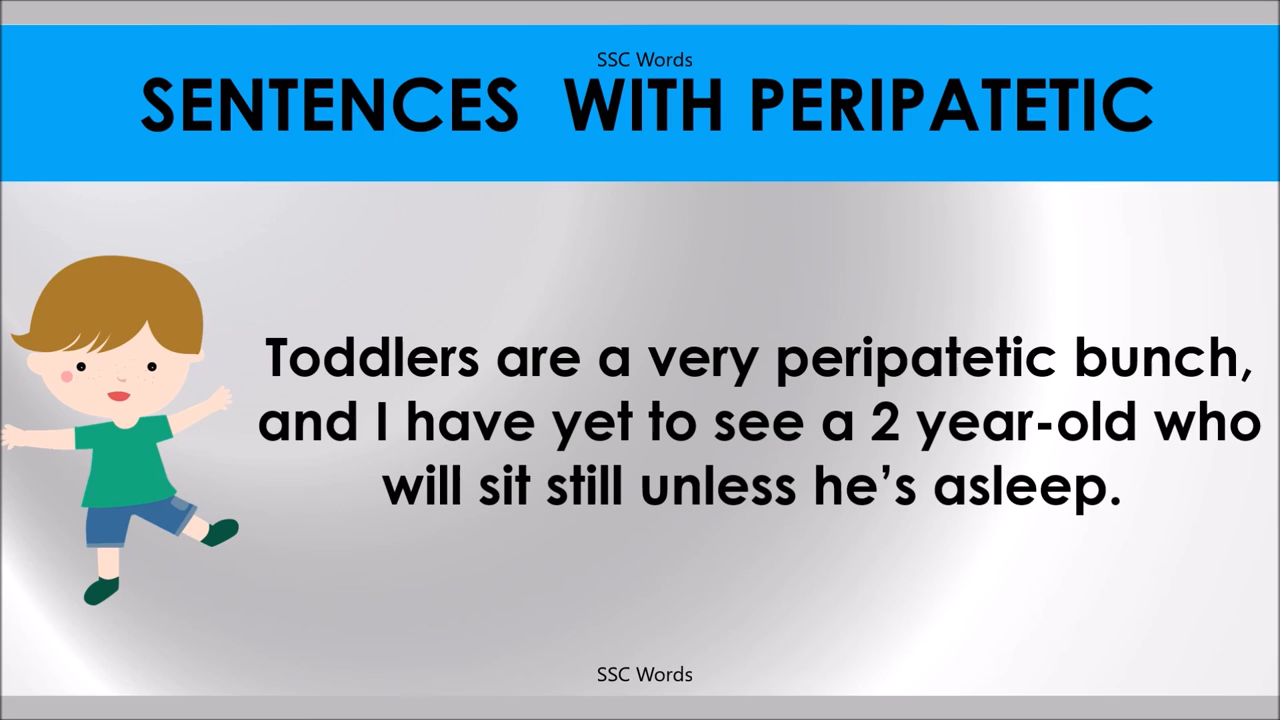 SSC Words
SENTENCES WITH PERIPATETIC
Toddlers are a very peripatetic bunch,
and I have yet to see a 2 year-old who
will sit still unless he’s asleep.
SSC Words